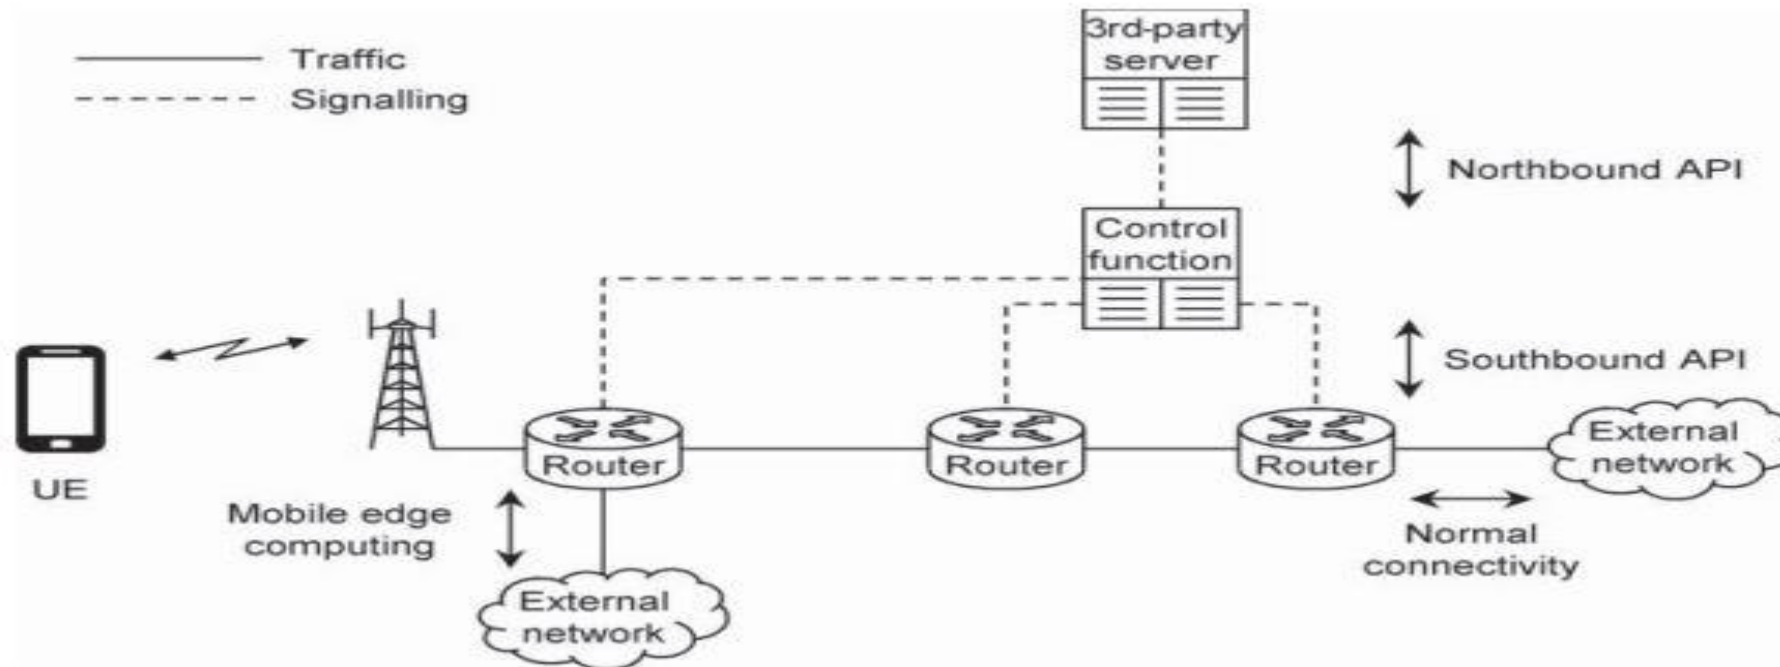 Traffic
Signalling
3rd-party
server
Northbound API
Control
function
Southbound API
UE
Router
Router
Router
External
network
Mobile edge
computing
Normal
connectivity
External
network